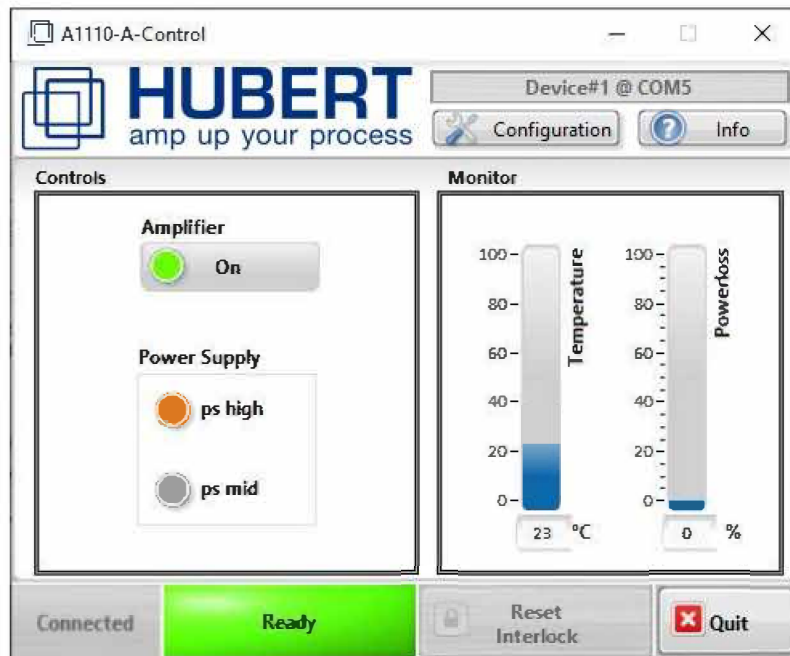 A1110-A-Control
HUBERT
amp up your process
Device#1 @ COM5
Configuration
Info
Controls
Amplifier
On
Power Supply
ps high
ps mid
Monitor
100
80
60
40
20
0
Temperature
23 °C
100
80
60
40
20
0
Powerloss
0 %
Connected
Ready
Reset
Interlock
Quit